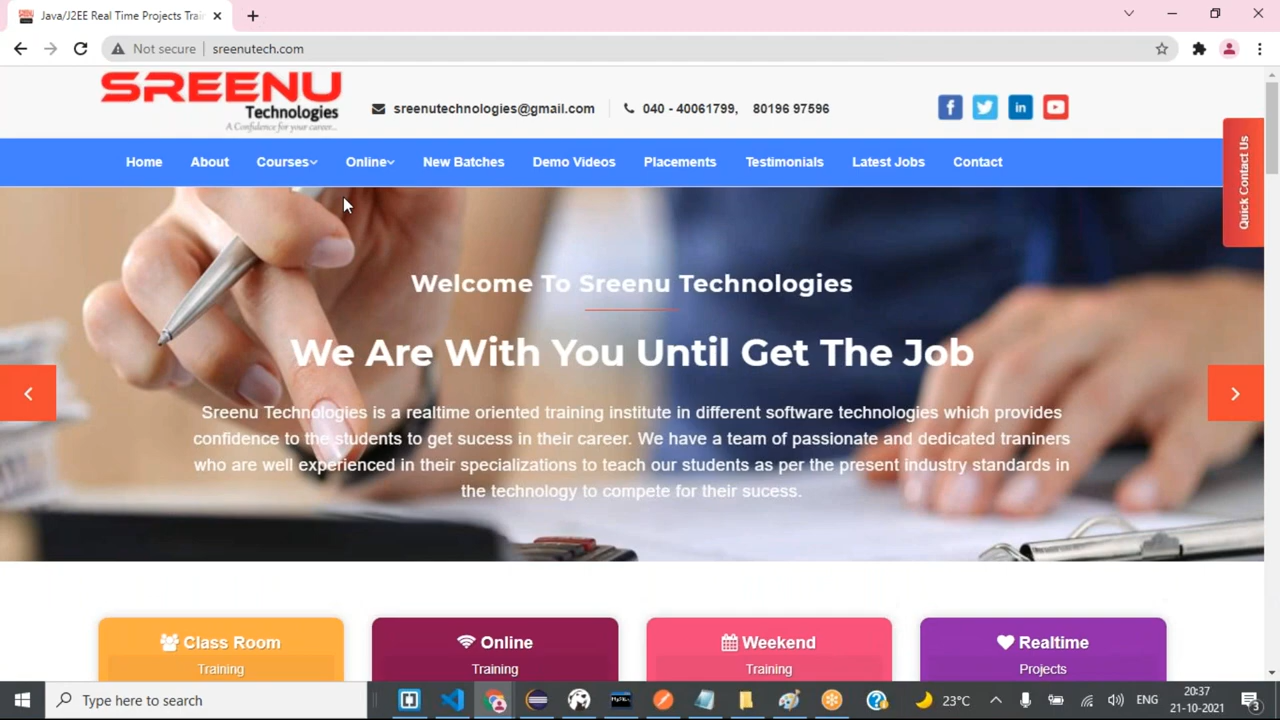 Java/J2EE Real Time Projects Trai
Not secure
sreenutech.com
SREENU
Technologies
A Confidence for your career...
sreenutechnologies@gmail.com
040 - 40061799, 80196 97596
Home
About
Courses
Online
New Batches
Demo Videos
Placements
Testimonials
Latest Jobs
Contact
Quick Contact Us
Welcome To Sreenu Technologies
We Are With You Until Get The Job
Sreenu Technologies is a realtime oriented training institute in different software technologies which provides
confidence to the students to get sucess in their career. We have a team of passionate and dedicated traniners
who are well experienced in their specializations to teach our students as per the present industry standards in
the technology to compete for their sucess.
Class Room
Training
Online
Training
Weekend
Training
Realtime
Projects
Type here to search
23°C
ENG
20:37
21-10-2021
3